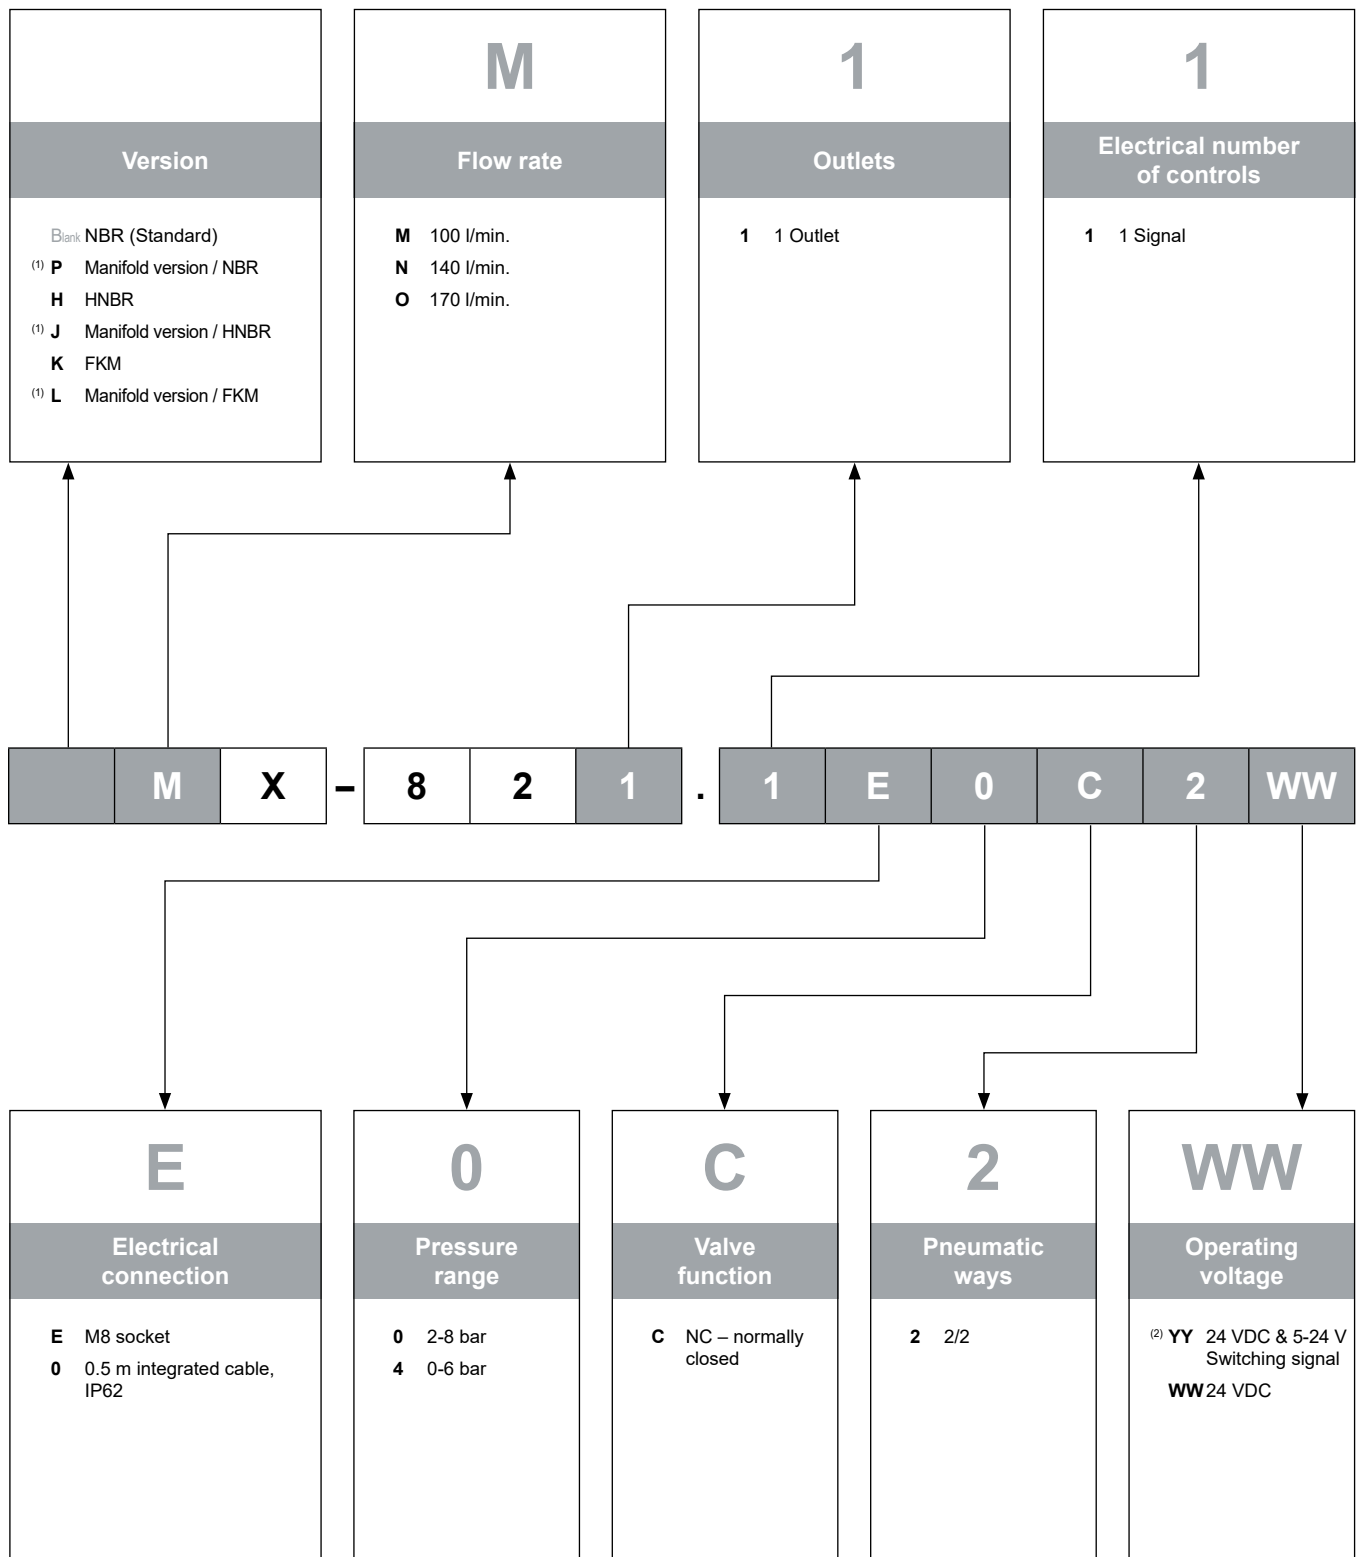 M
1
1
Version
Flow rate
Outlets
Electrical number
of controls
Blank NBR (Standard)
(1) P Manifold version / NBR
H HNBR
(1) J Manifold version / HNBR
K FKM
(1) L Manifold version / FKM
M 100 l/min.
N 140 l/min.
O 170 l/min.
1 1 Outlet
1 1 Signal
M X – 8 2 1 . 1 E 0 C 2 WW
E
0
C
2
WW
Electrical
connection
Pressure
range
Valve
function
Pneumatic
ways
Operating
voltage
E M8 socket
0 0.5 m integrated cable,
IP62
0 2-8 bar
4 0-6 bar
C NC – normally
closed
2 2/2
(2) YY 24 VDC & 5-24 V
Switching signal
WW 24 VDC